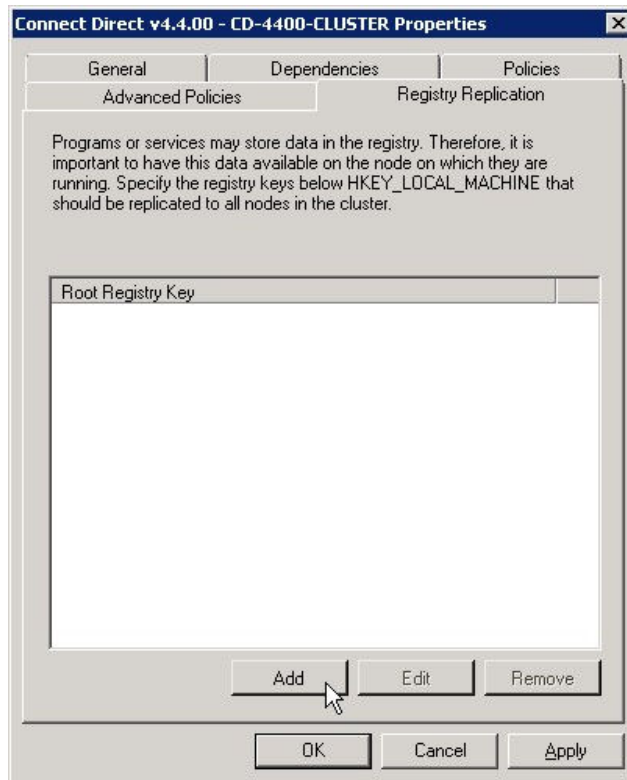 Connect Direct v4.4.00 - CD-4400-CLUSTER Properties
General
Dependencies
Policies
Advanced Policies
Registry Replication
Programs or services may store data in the registry. Therefore, it is
important to have this data available on the node on which they are
running. Specify the registry keys below HKEY_LOCAL_MACHINE that
should be replicated to all nodes in the cluster.
Root Registry Key
Add
Edit
Remove
OK
Cancel
Apply